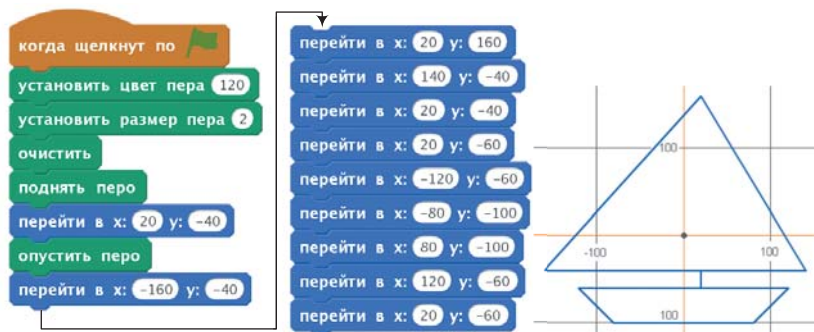 когда щелкнут по
установить цвет пера 120
установить размер пера 2
очистить
поднять перо
перейти в x: 20 y: -40
опустить перо
перейти в x: -160 y: -40
перейти в x: 20 y: 160
перейти в x: 140 y: -40
перейти в x: 20 y: -40
перейти в x: 20 y: -60
перейти в x: -120 y: -60
перейти в x: -80 y: -100
перейти в x: 80 y: -100
перейти в x: 120 y: -60
перейти в x: 20 y: -60
100
-100 100
100